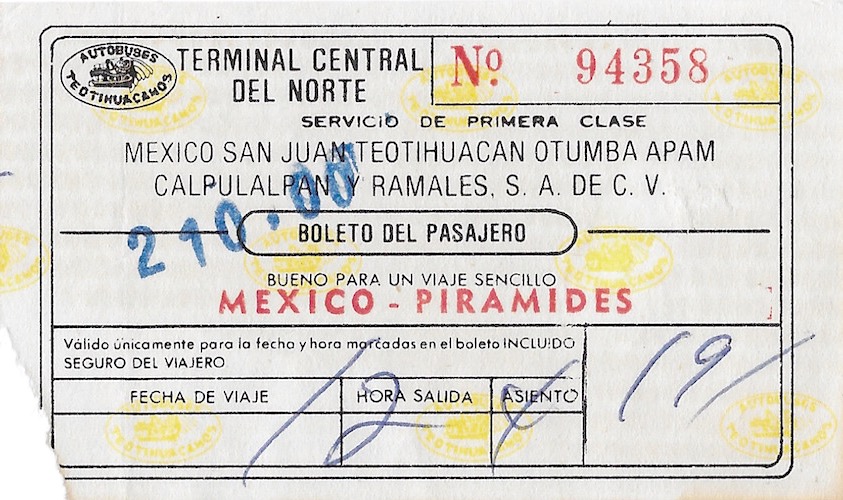 AUTOBUSES TEOTIHUACANOS
TERMINAL CENTRAL DEL NORTE
Nº 94358
SERVICIO DE PRIMERA CLASE
MEXICO SAN JUAN TEOTIHUACAN OTUMBA APAM
CALPULALPAN Y RAMALES, S. A. DE C. V.
210.00
BOLETO DEL PASAJERO
BUENO PARA UN VIAJE SENCILLO
MEXICO - PIRAMIDES
Válido únicamente para la fecha y hora marcadas en el boleto INCLUIDO
SEGURO DEL VIAJERO
FECHA DE VIAJE HORA SALIDA ASIENTO
12 19